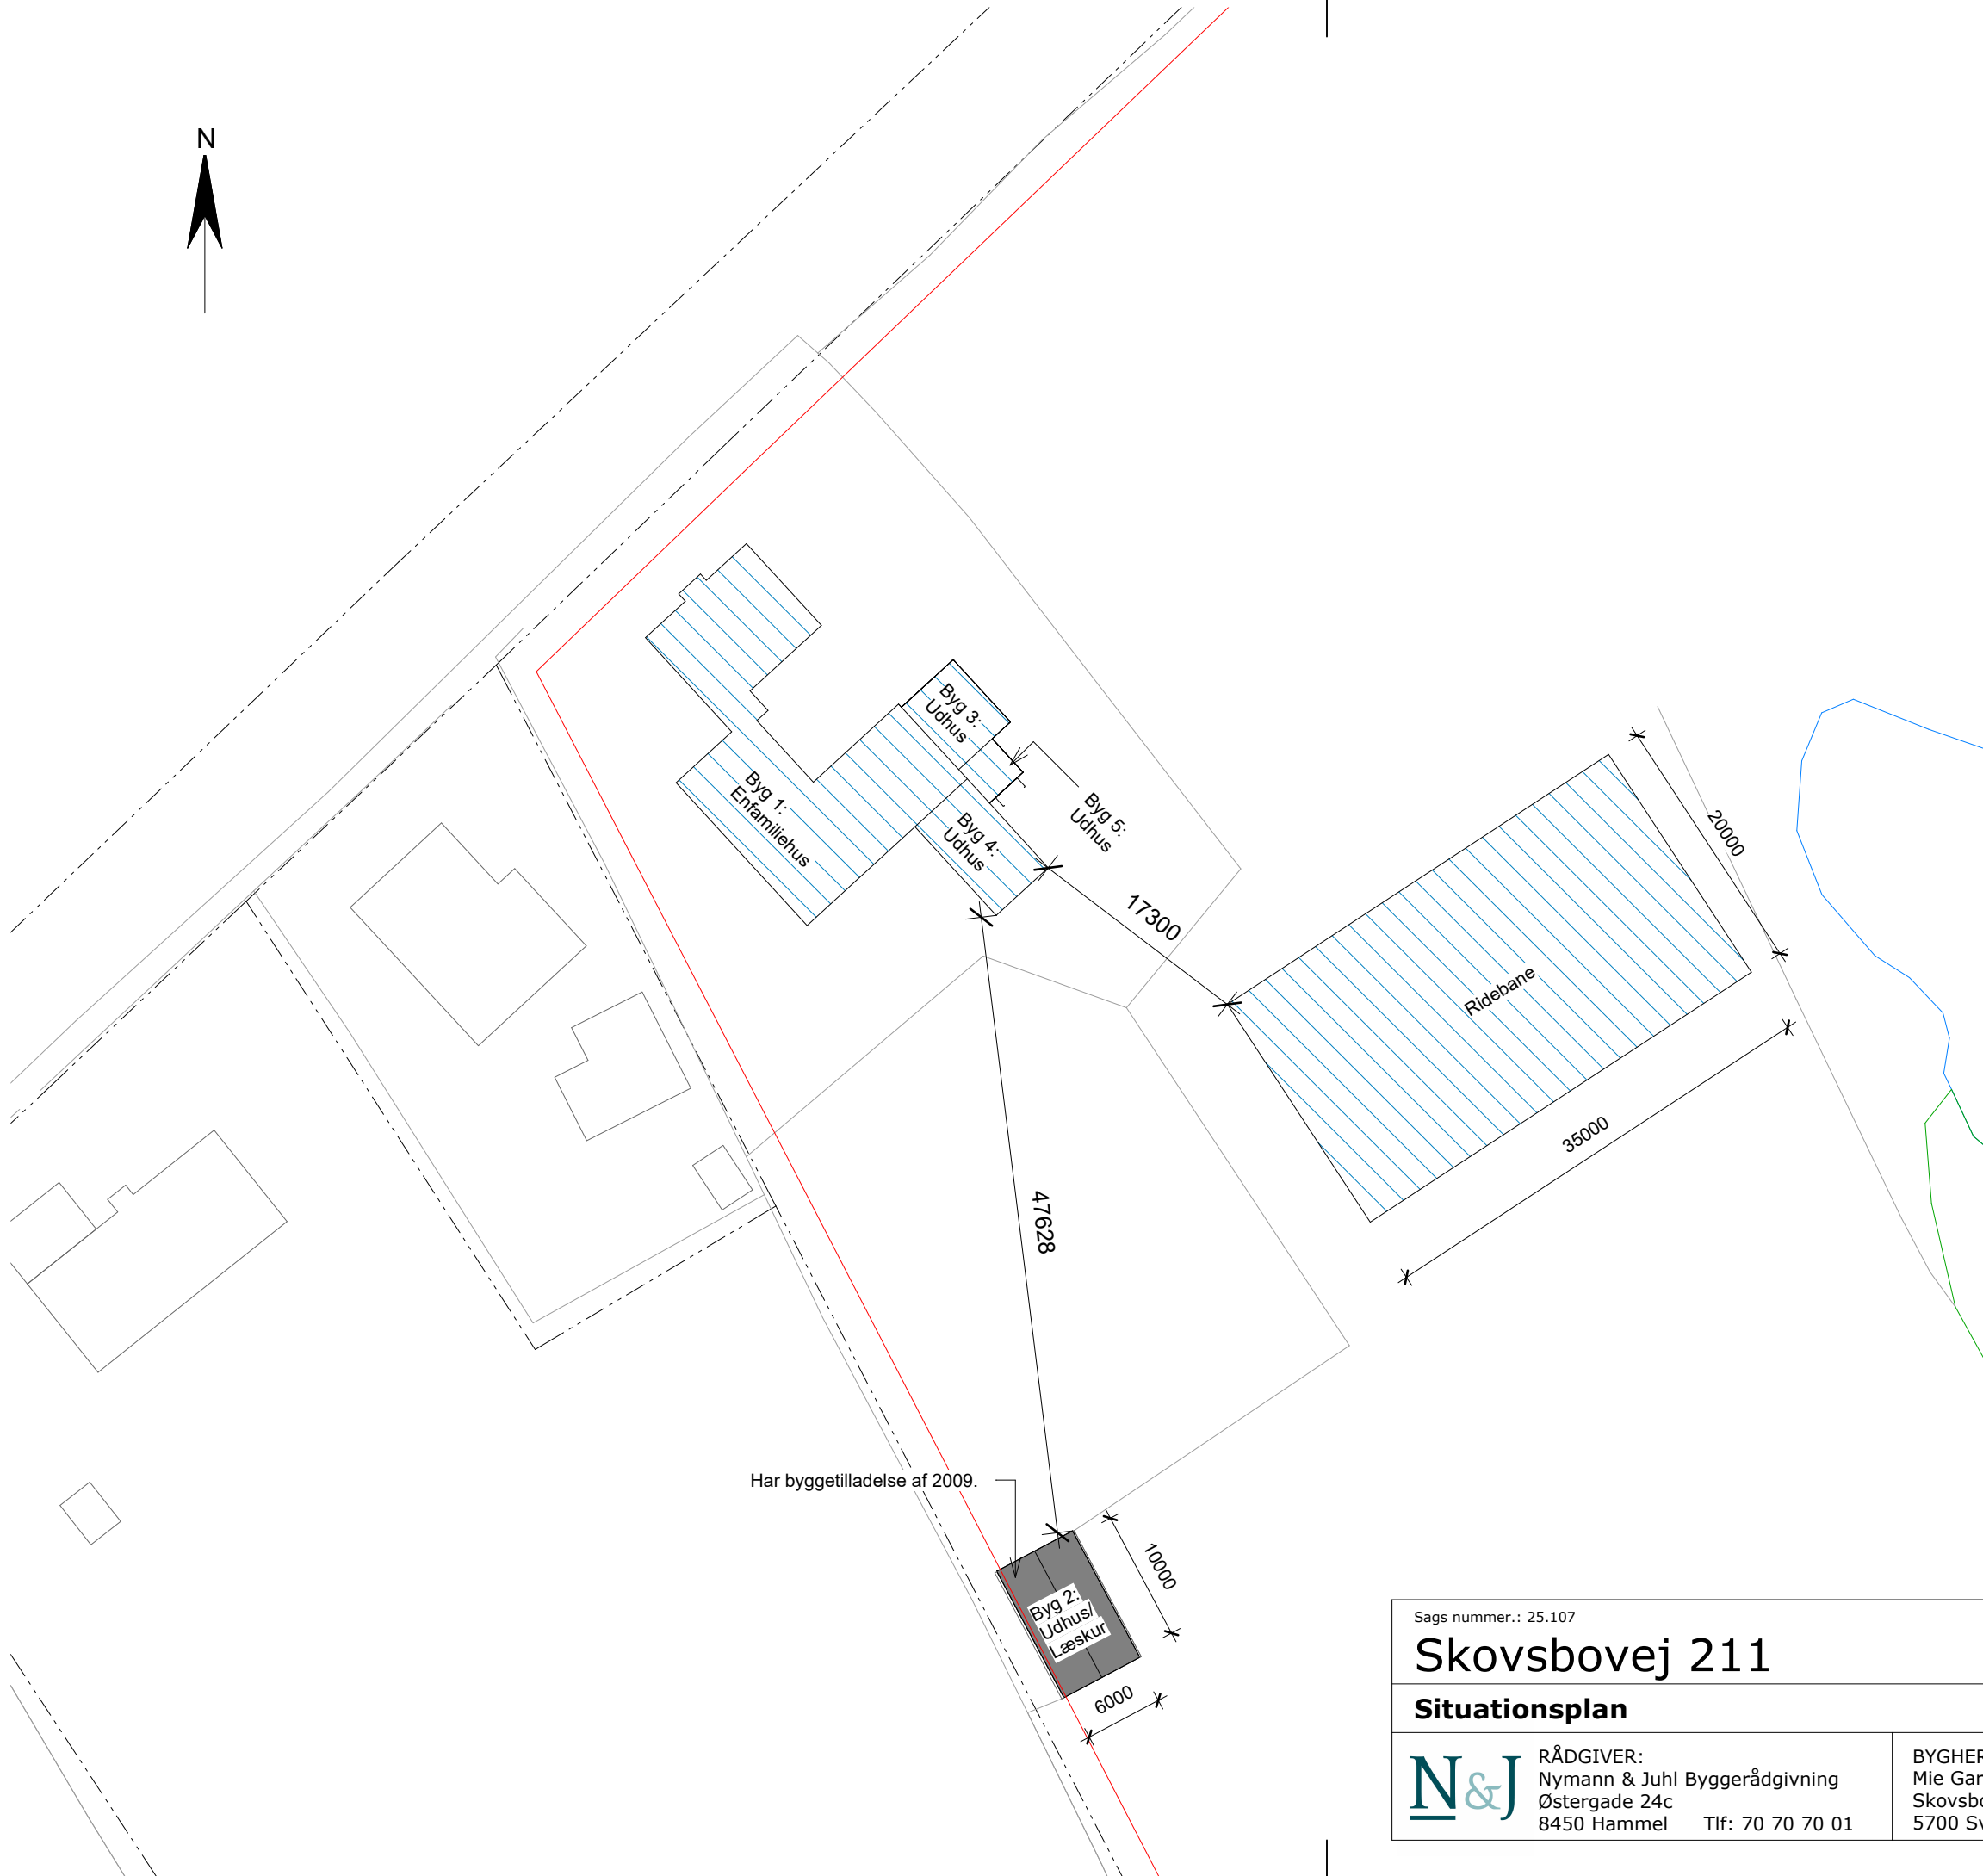 N
Byg 3:
Udhus
Byg 1:
Enfamiliehus
Byg 4:
Udhus
Byg 5:
Udhus
20000
17300
Ridebane
35000
47628
Har byggetilladelse af 2009.
10000
Byg 2:
Udhus/
Læskur
6000
Sags nummer.: 25.107
Skovsbovej 211
Situationsplan
N&J
RÅDGIVER:
Nymann & Juhl Byggerådgivning
Østergade 24c
8450 Hammel Tlf: 70 70 70 01
Mie
5700